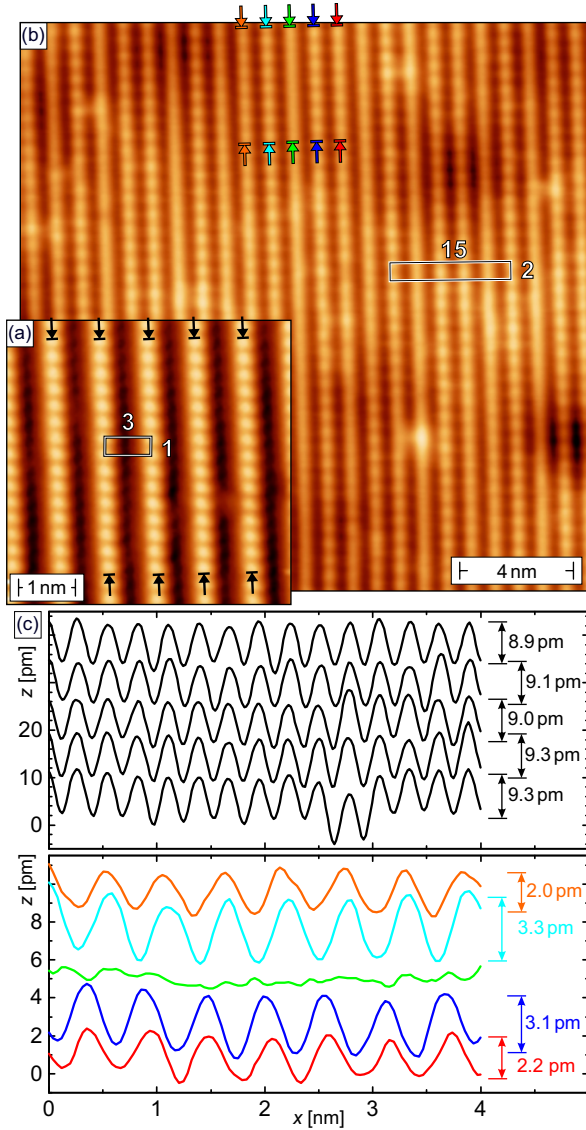 (b)
15
2
(a)
3
1
1 nm
4 nm
(c)
z [pm]
20
10
0
8.9 pm
9.1 pm
9.0 pm
9.3 pm
9.3 pm
z [pm]
10
8
6
4
2
0
2.0 pm
3.3 pm
3.1 pm
2.2 pm
0
1
2
3
4
x [nm]